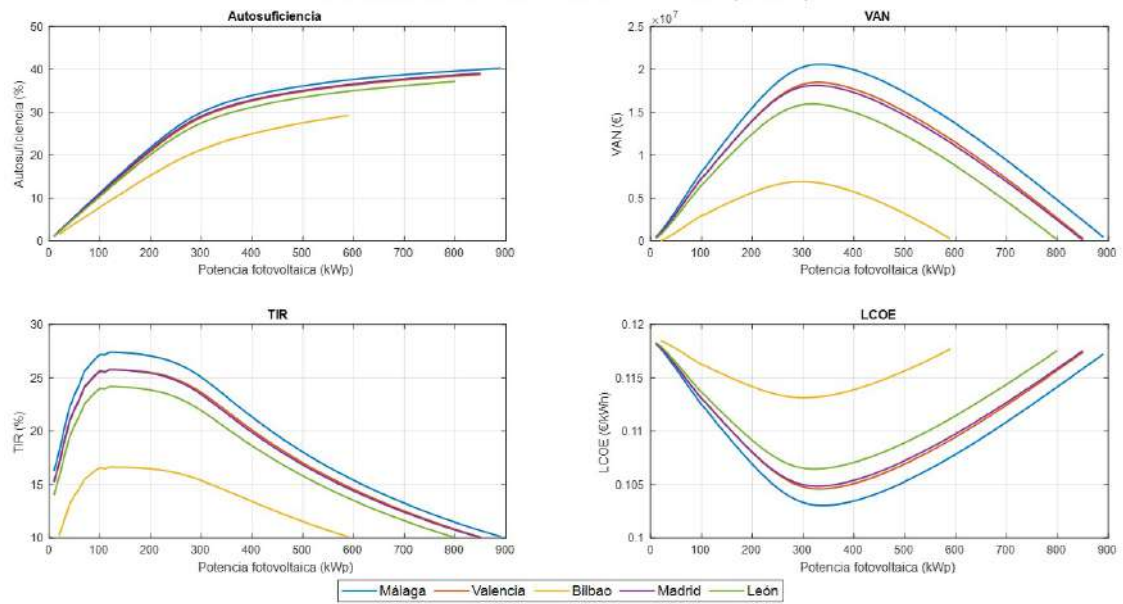 Autosuficiencia
50
40
30
20
10
0
Autosuficiencia (%)
0 100 200 300 400 500 600 700 800 900
Potencia fotovoltaica (kWp)
VAN
×10⁷
2.5
2
1.5
1
0.5
0
VAN (€)
0 100 200 300 400 500 600 700 800 900
Potencia fotovoltaica (kWp)
TIR
30
25
20
15
10
TIR (%)
0 100 200 300 400 500 600 700 800 900
Potencia fotovoltaica (kWp)
LCOE
0.12
0.115
0.11
0.105
0.1
LCOE (€/kWh)
0 100 200 300 400 500 600 700 800 900
Potencia fotovoltaica (kWp)
Málaga Valencia Bilbao Madrid León